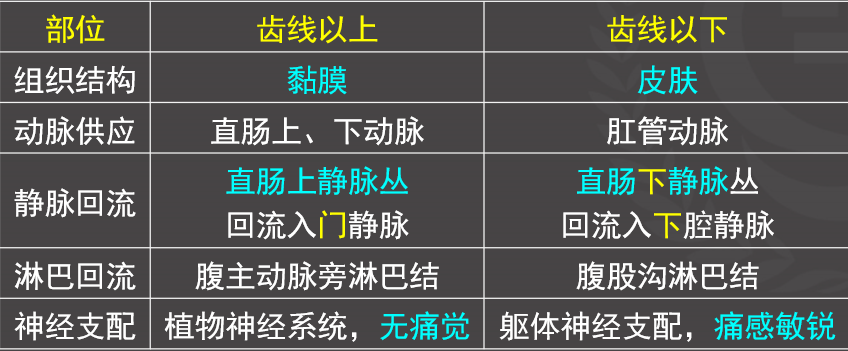 部位 齿线以上 齿线以下
组织结构 黏膜 皮肤
动脉供应 直肠上、下动脉 肛管动脉
静脉回流 直肠上静脉丛 直肠下静脉丛
回流入门静脉 回流入下腔静脉
淋巴回流 腹主动脉旁淋巴结 腹股沟淋巴结
神经支配 植物神经系统，无痛觉 躯体神经支配，痛感敏锐